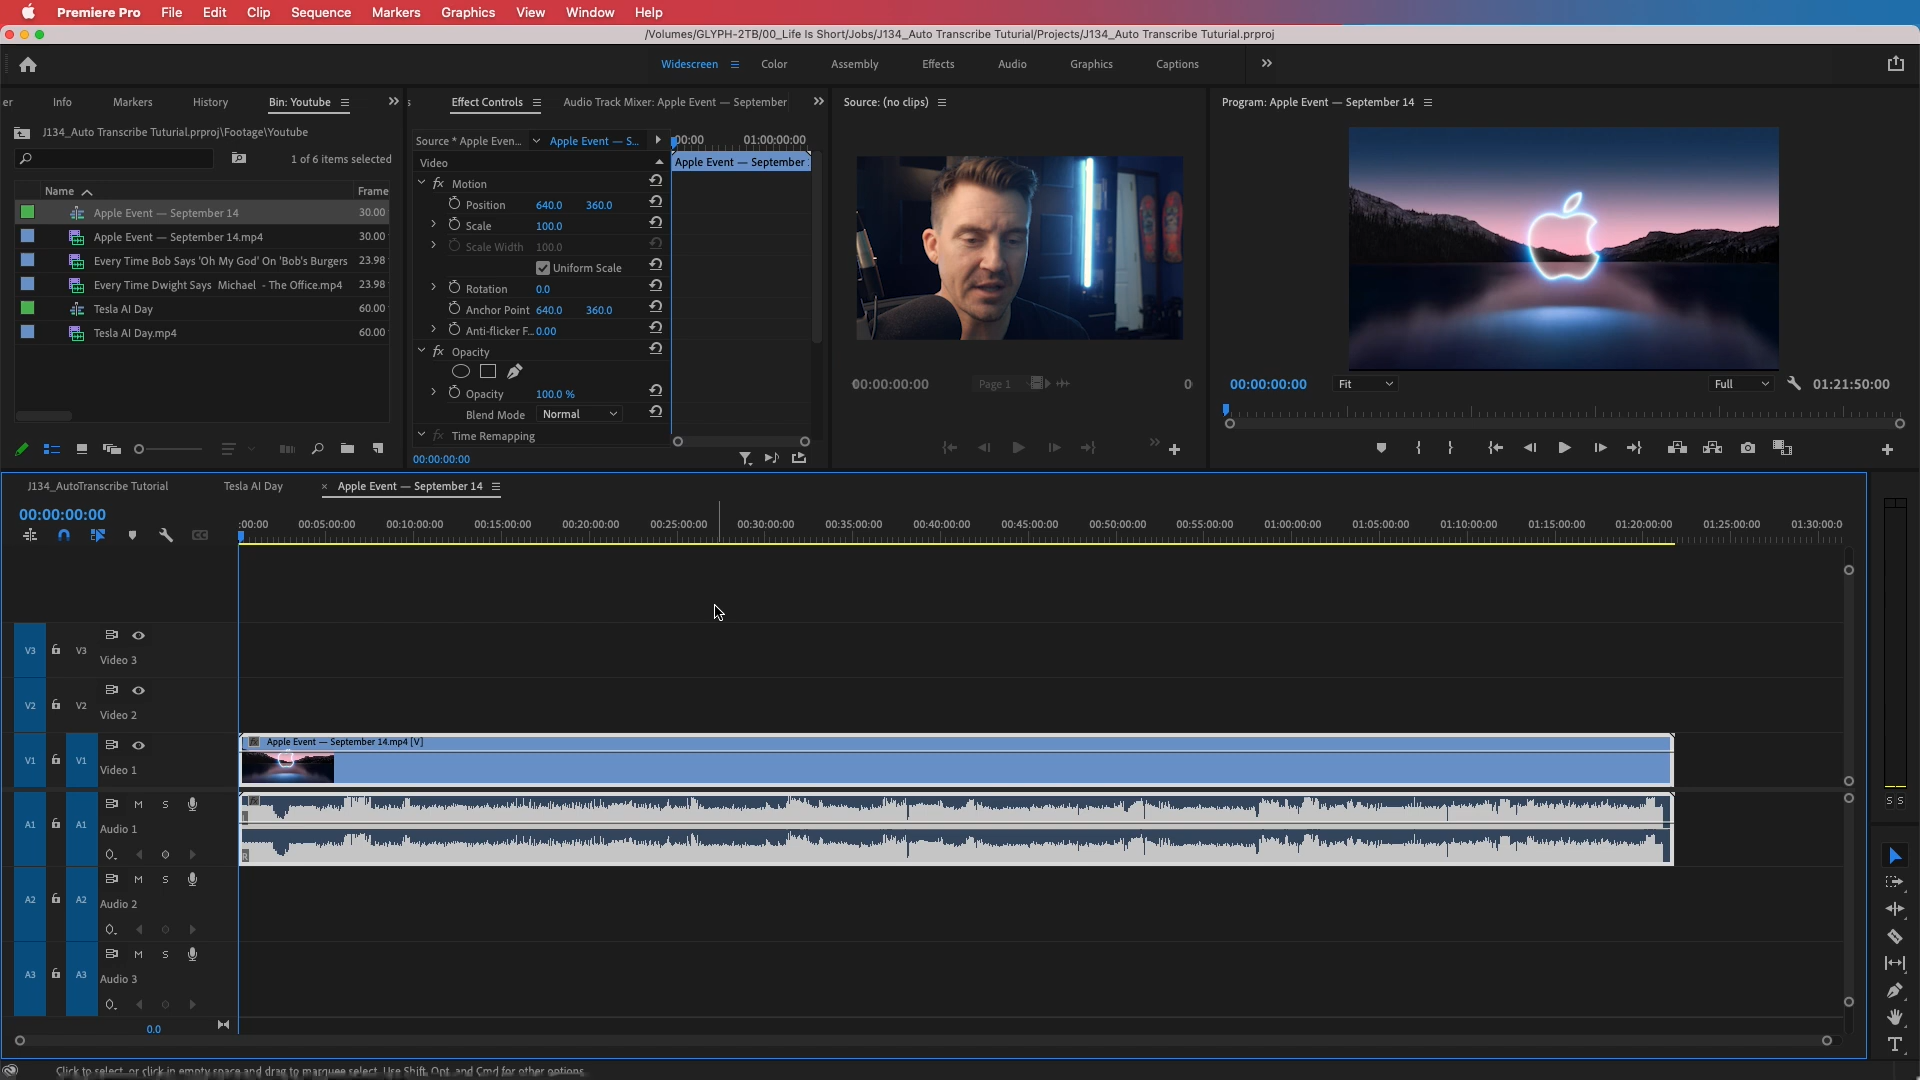 Premiere Pro File Edit Clip Sequence Markers Graphics View Window Help
/Volumes/GLYPH-2TB/00_Life Is Short/Jobs/J134_Auto Transcribe Tuturial/Projects/J134_Auto Transcribe Tuturial.prproj
Widescreen Color Assembly Effects Audio Graphics Captions
er Info Markers History Bin: Youtube
J134_Auto Transcribe Tuturial.prproj\Footage\Youtube
1 of 6 items selected
Name Frame
Apple Event — September 14 30.00
Apple Event — September 14.mp4 30.00
Every Time Bob Says 'Oh My God' On 'Bob's Burgers 23.98
Every Time Dwight Says Michael - The Office.mp4 23.98
Tesla AI Day 60.00
Tesla AI Day.mp4 60.00
s Effect Controls Audio Track Mixer: Apple Event — September
Source * Apple Even... Apple Event — S... :00:00 01:00:00:00
Video Apple Event — September
fx Motion
Position 640.0 360.0
Scale 100.0
Scale Width 100.0
Uniform Scale
Rotation 0.0
Anchor Point 640.0 360.0
Anti-flicker F... 0.00
fx Opacity
Opacity 100.0 %
Blend Mode Normal
fx Time Remapping
00:00:00:00
Source: (no clips)
00:00:00:00 Page 1 0
Program: Apple Event — September 14
00:00:00:00 Fit Full 01:21:50:00
J134_AutoTranscribe Tutorial Tesla AI Day × Apple Event — September 14
00:00:00:00
:00:00 00:05:00:00 00:10:00:00 00:15:00:00 00:20:00:00 00:25:00:00 00:30:00:00 00:35:00:00 00:40:00:00 00:45:00:00 00:50:00:00 00:55:00:00 01:00:00:00 01:05:00:00 01:10:00:00 01:15:00:00 01:20:00:00 01:25:00:00 01:30:00:0
V3 V3 Video 3
V2 V2 Video 2
V1 V1 Video 1
fx Apple Event — September 14.mp4 [V]
A1 A1 M S Audio 1
fx
L
R
A2 A2 M S Audio 2
A3 A3 M S Audio 3
0.0
S S
T
Click to select, or click in empty space and drag to marquee select. Use Shift, Opt, and Cmd for other options.